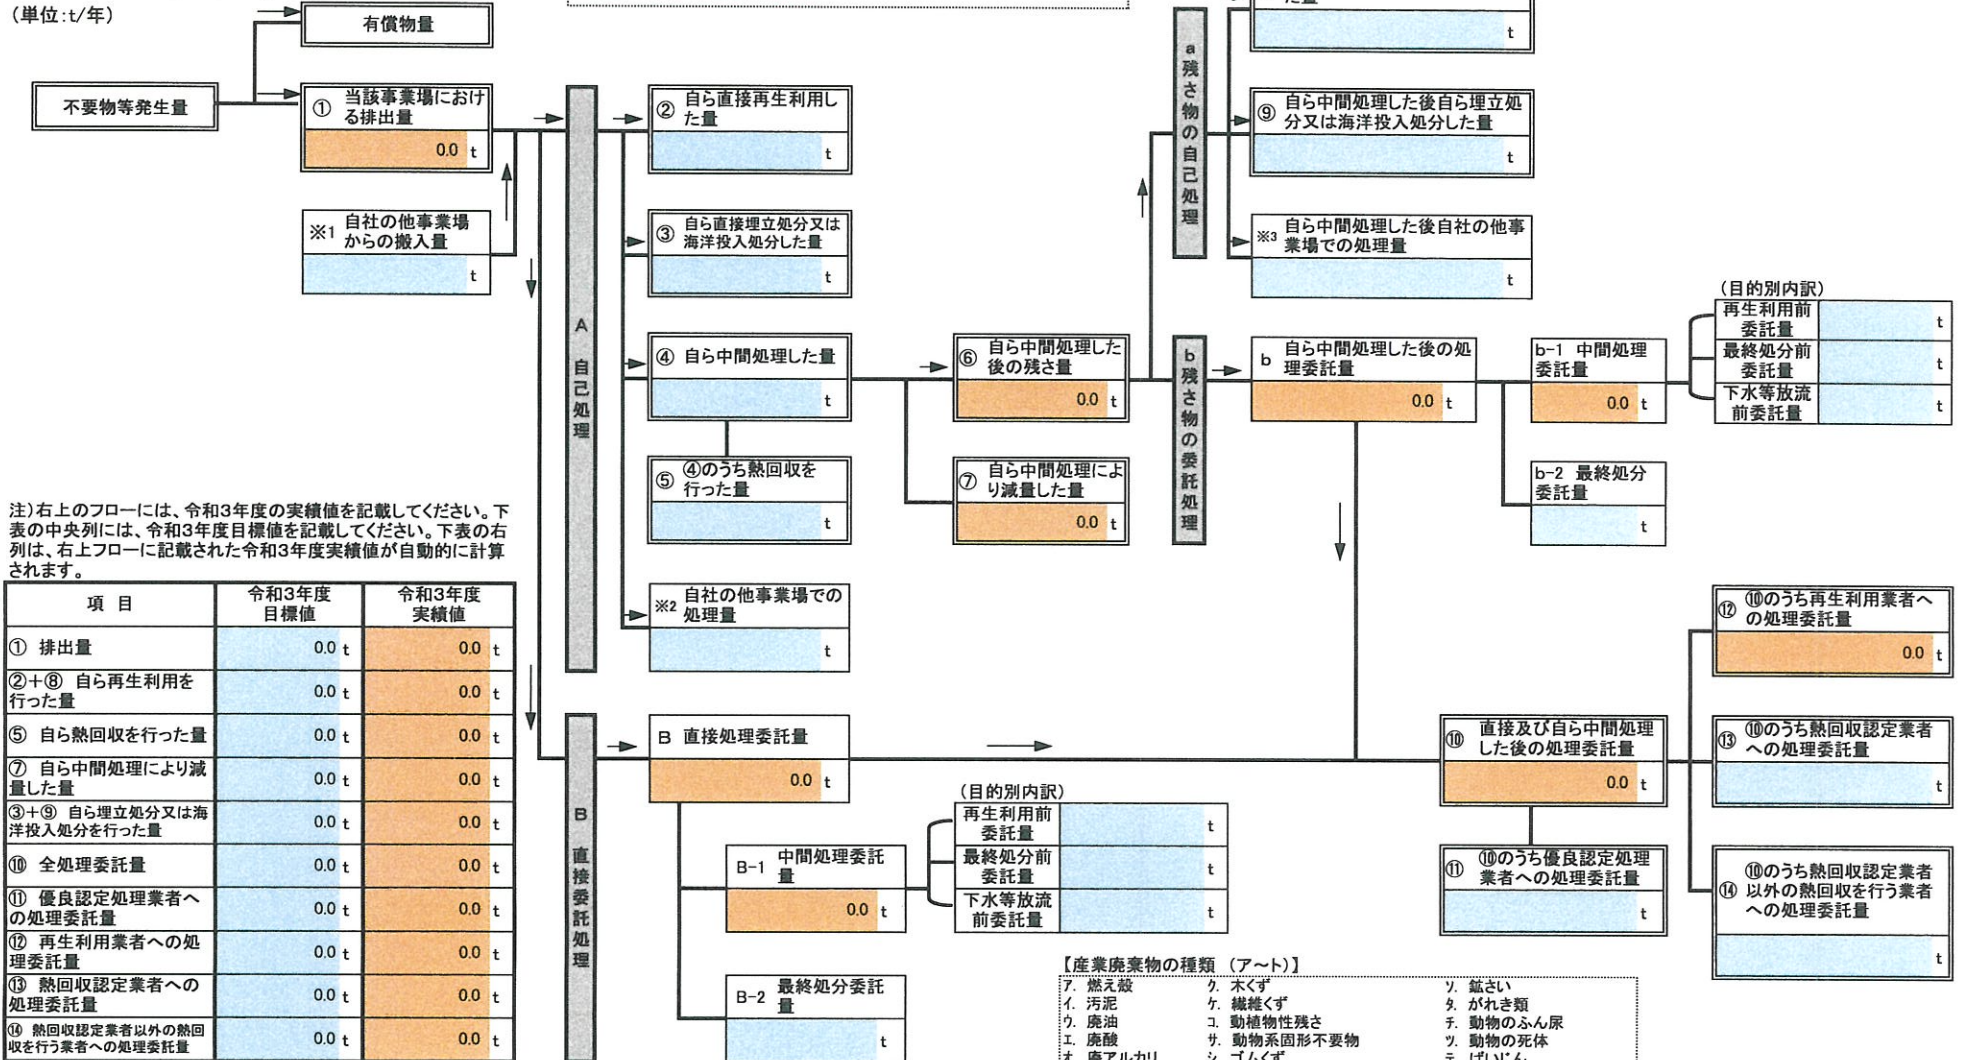 (単位:t/年)
有償物量
不要物等発生量
① 当該事業場におけ
る排出量
0.0 t
※1 自社の他事業場
からの搬入量
t
A 自己処理
② 自ら直接再生利用し
た量
t
③ 自ら直接埋立処分又は
海洋投入処分した量
t
④ 自ら中間処理した量
t
⑤ ④のうち熱回収を
行った量
t
※2 自社の他事業場での
処理量
t
⑥ 自ら中間処理した
後の残さ量
0.0 t
⑦ 自ら中間処理によ
り減量した量
0.0 t
a 残さ物の自己処理
た量
t
⑨ 自ら中間処理した後自ら埋立処
分又は海洋投入処分した量
t
※3 自ら中間処理した後自社の他事
業場での処理量
t
b 残さ物の委託処理
b 自ら中間処理した後の処
理委託量
0.0 t
b-1 中間処理
委託量
0.0 t
(目的別内訳)
再生利用前
委託量
t
最終処分前
委託量
t
下水等放流
前委託量
t
b-2 最終処分
委託量
t
注)右上のフローには、令和3年度の実績値を記載してください。下
表の中央列には、令和3年度目標値を記載してください。下表の右
列は、右上フローに記載された令和3年度実績値が自動的に計算
されます。
項 目 令和3年度
目標値 令和3年度
実績値
① 排出量 0.0 t 0.0 t
②+⑧ 自ら再生利用を
行った量 0.0 t 0.0 t
⑤ 自ら熱回収を行った量 0.0 t 0.0 t
⑦ 自ら中間処理により減
量した量 0.0 t 0.0 t
③+⑨ 自ら埋立処分又は海
洋投入処分を行った量 0.0 t 0.0 t
⑩ 全処理委託量 0.0 t 0.0 t
⑪ 優良認定処理業者へ
の処理委託量 0.0 t 0.0 t
⑫ 再生利用業者への処
理委託量 0.0 t 0.0 t
⑬ 熱回収認定業者への
処理委託量 0.0 t 0.0 t
⑭ 熱回収認定業者以外の熱回
収を行う業者への処理委託量 0.0 t 0.0 t
B 直接委託処理
B 直接処理委託量
0.0 t
B-1 中間処理委託
量
0.0 t
(目的別内訳)
再生利用前
委託量
t
最終処分前
委託量
t
下水等放流
前委託量
t
B-2 最終処分委託
量
t
⑩ 直接及び自ら中間処理
した後の処理委託量
0.0 t
⑪ ⑩のうち優良認定処理
業者への処理委託量
t
⑫ ⑩のうち再生利用業者へ
の処理委託量
0.0 t
⑬ ⑩のうち熱回収認定業者
への処理委託量
t
⑭ ⑩のうち熱回収認定業者
以外の熱回収を行う業者
への処理委託量
t
【産業廃棄物の種類 (ア~ト)】
ア. 燃え殻 ク. 木くず ソ. 鉱さい
イ. 汚泥 ケ. 繊維くず タ. がれき類
ウ. 廃油 コ. 動植物性残さ チ. 動物のふん尿
エ. 廃酸 サ. 動物系固形不要物 ツ. 動物の死体
オ. 廃アルカリ シ. ゴムくず テ. ばいじん